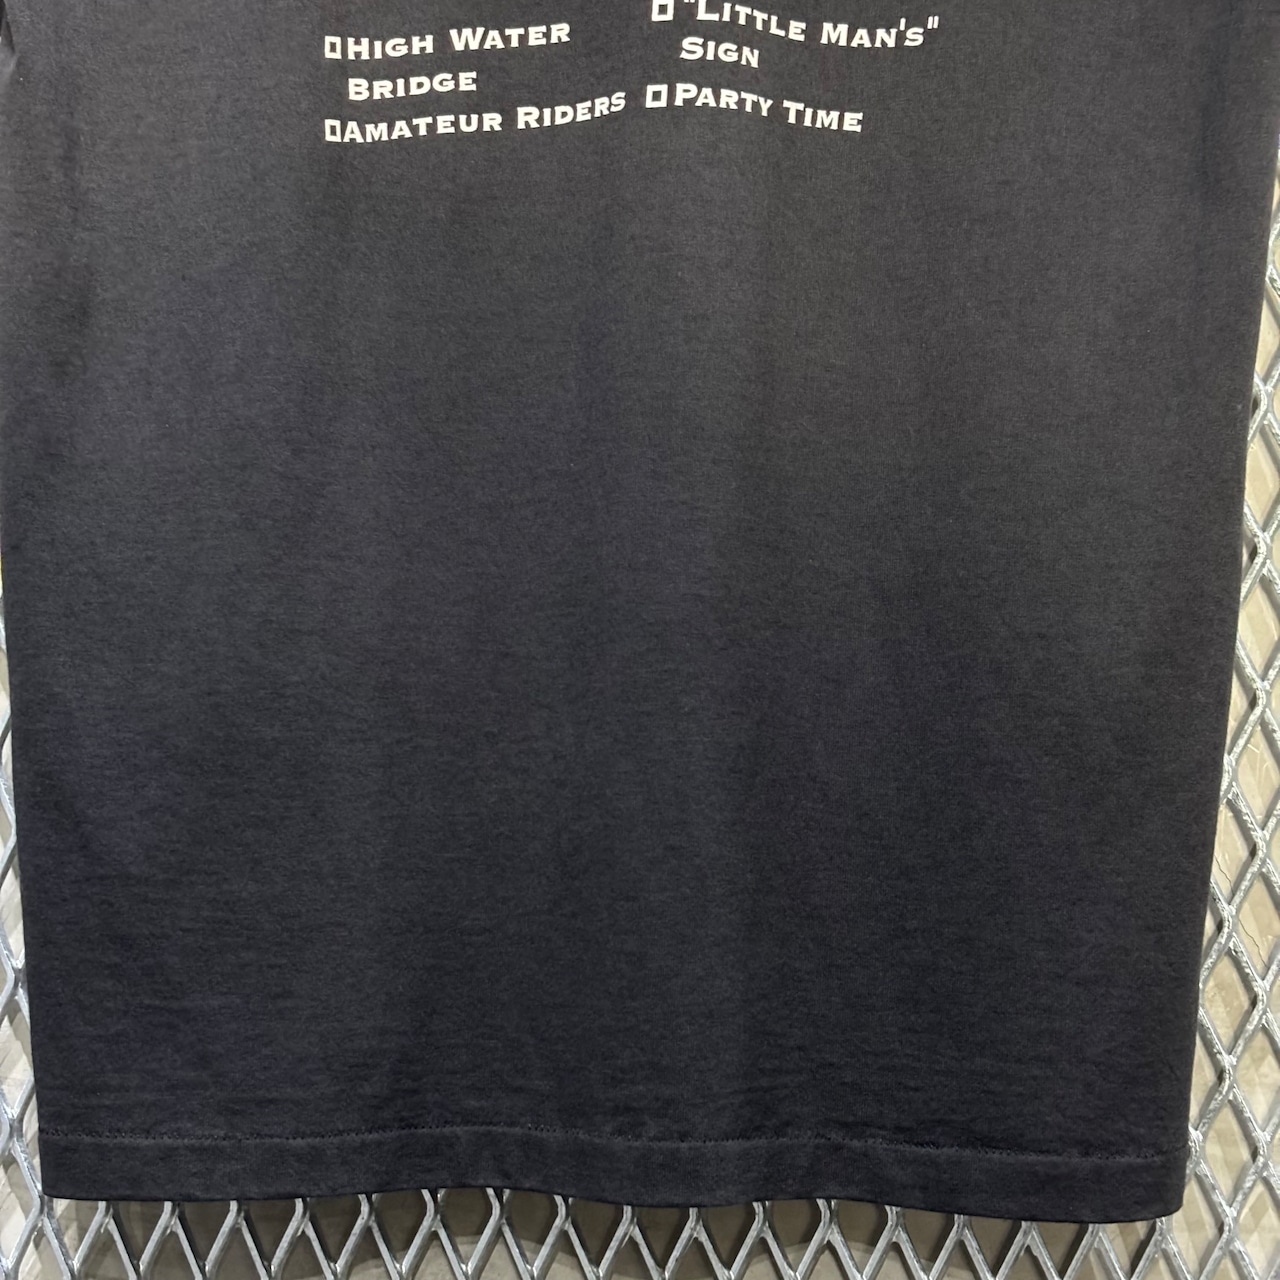 □ High Water
Bridge
□ Amateur Riders
□ "Little Man's"
Sign
□ Party Time